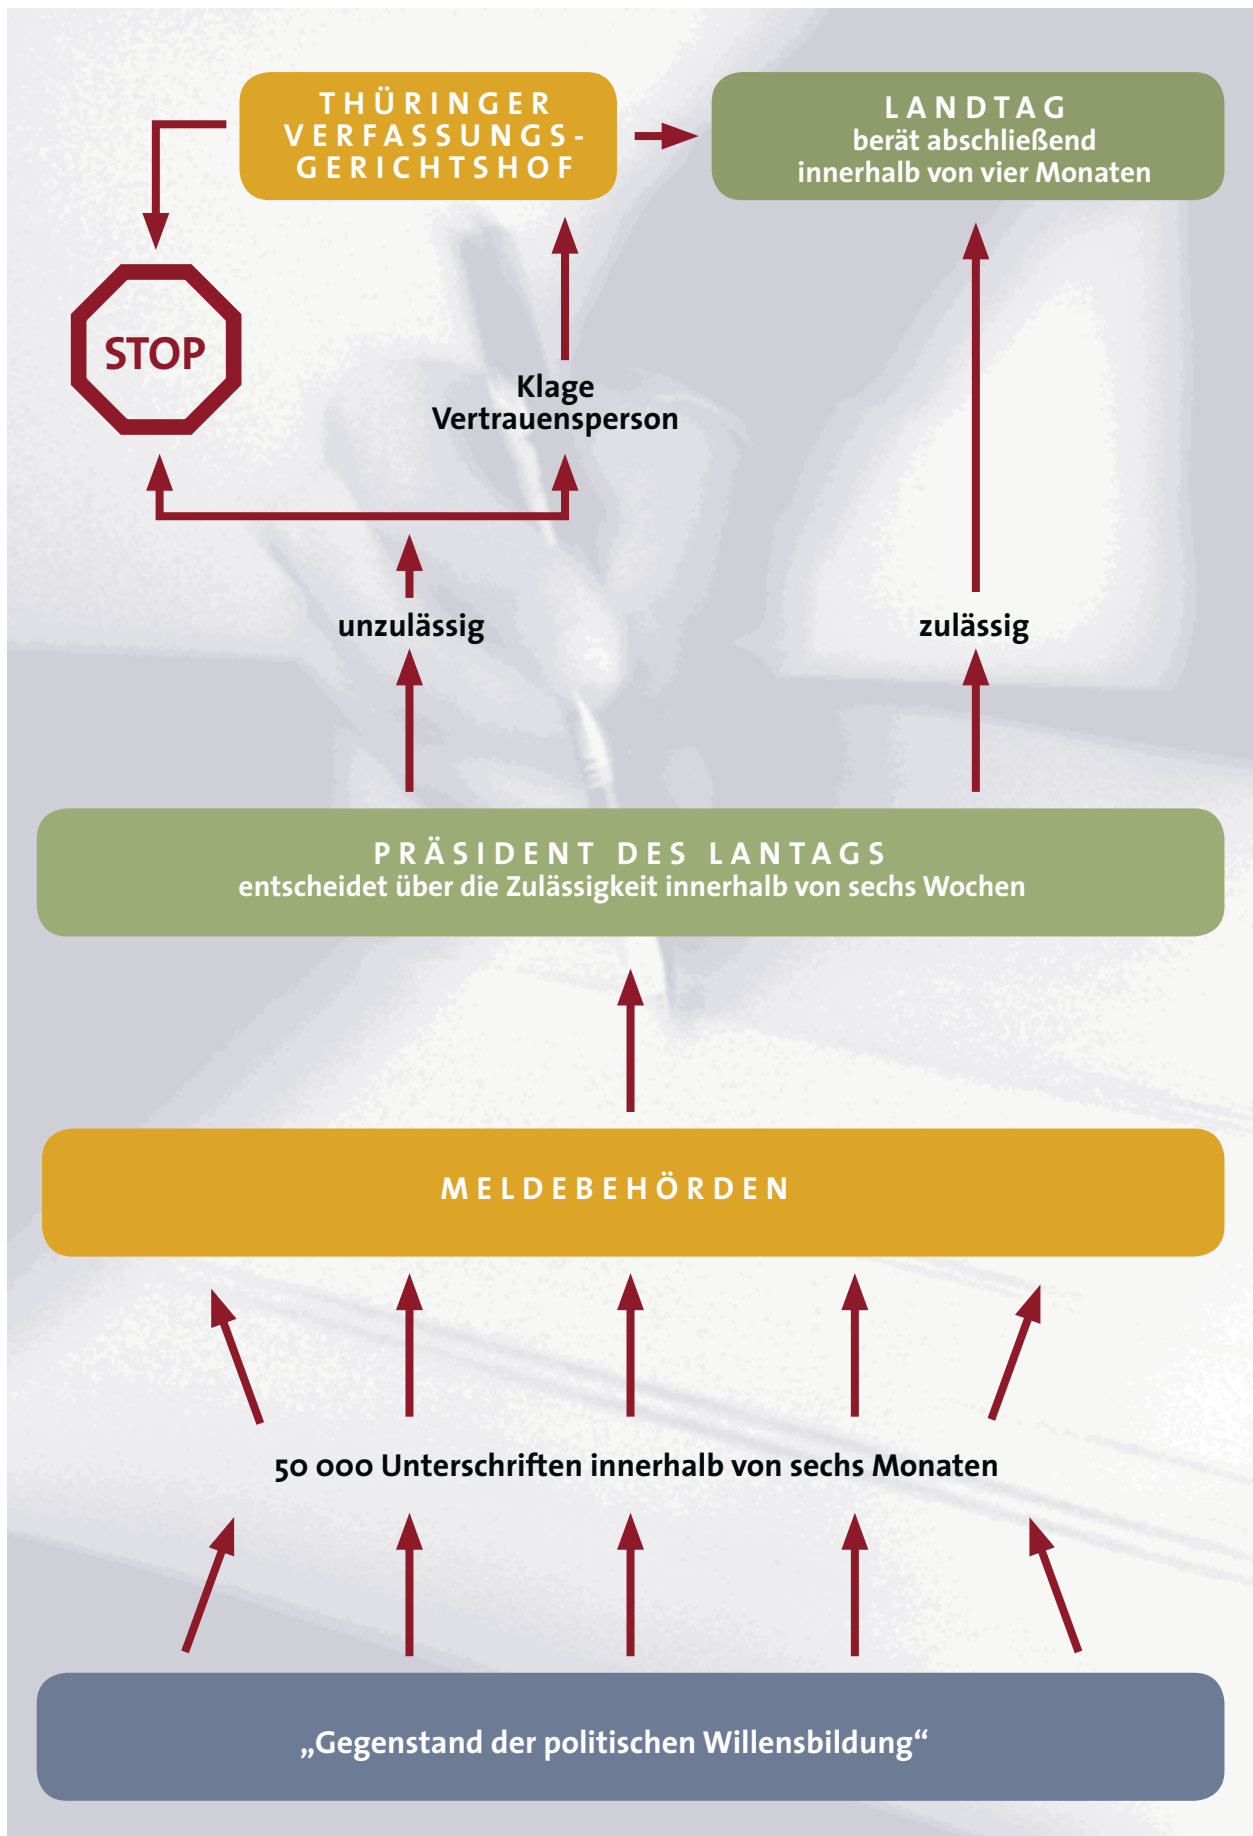 THÜRINGER
VERFASSUNGS-
GERICHTSHOF
LANDTAG
berät abschließend
innerhalb von vier Monaten
STOP
Klage
Vertrauensperson
unzulässig
zulässig
PRÄSIDENT DES LANTAGS
entscheidet über die Zulässigkeit innerhalb von sechs Wochen
MELDEBEHÖRDEN
50 000 Unterschriften innerhalb von sechs Monaten
„Gegenstand der politischen Willensbildung“